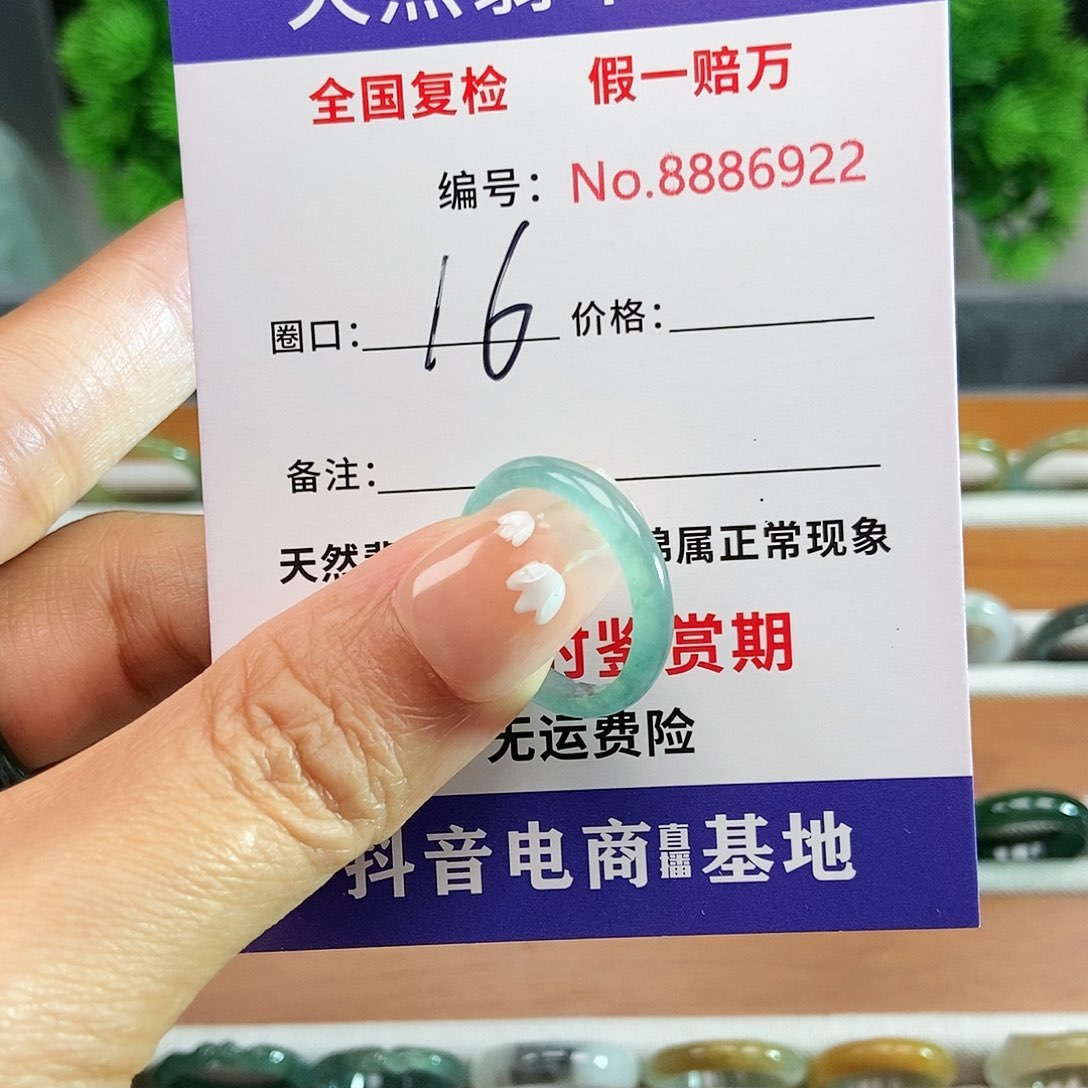 全国复检 假一赔万
编号：No.8886922
圈口：16 价格：
备注：
天然 属正常现象
鉴赏期
无运费险
抖音电商直播基地